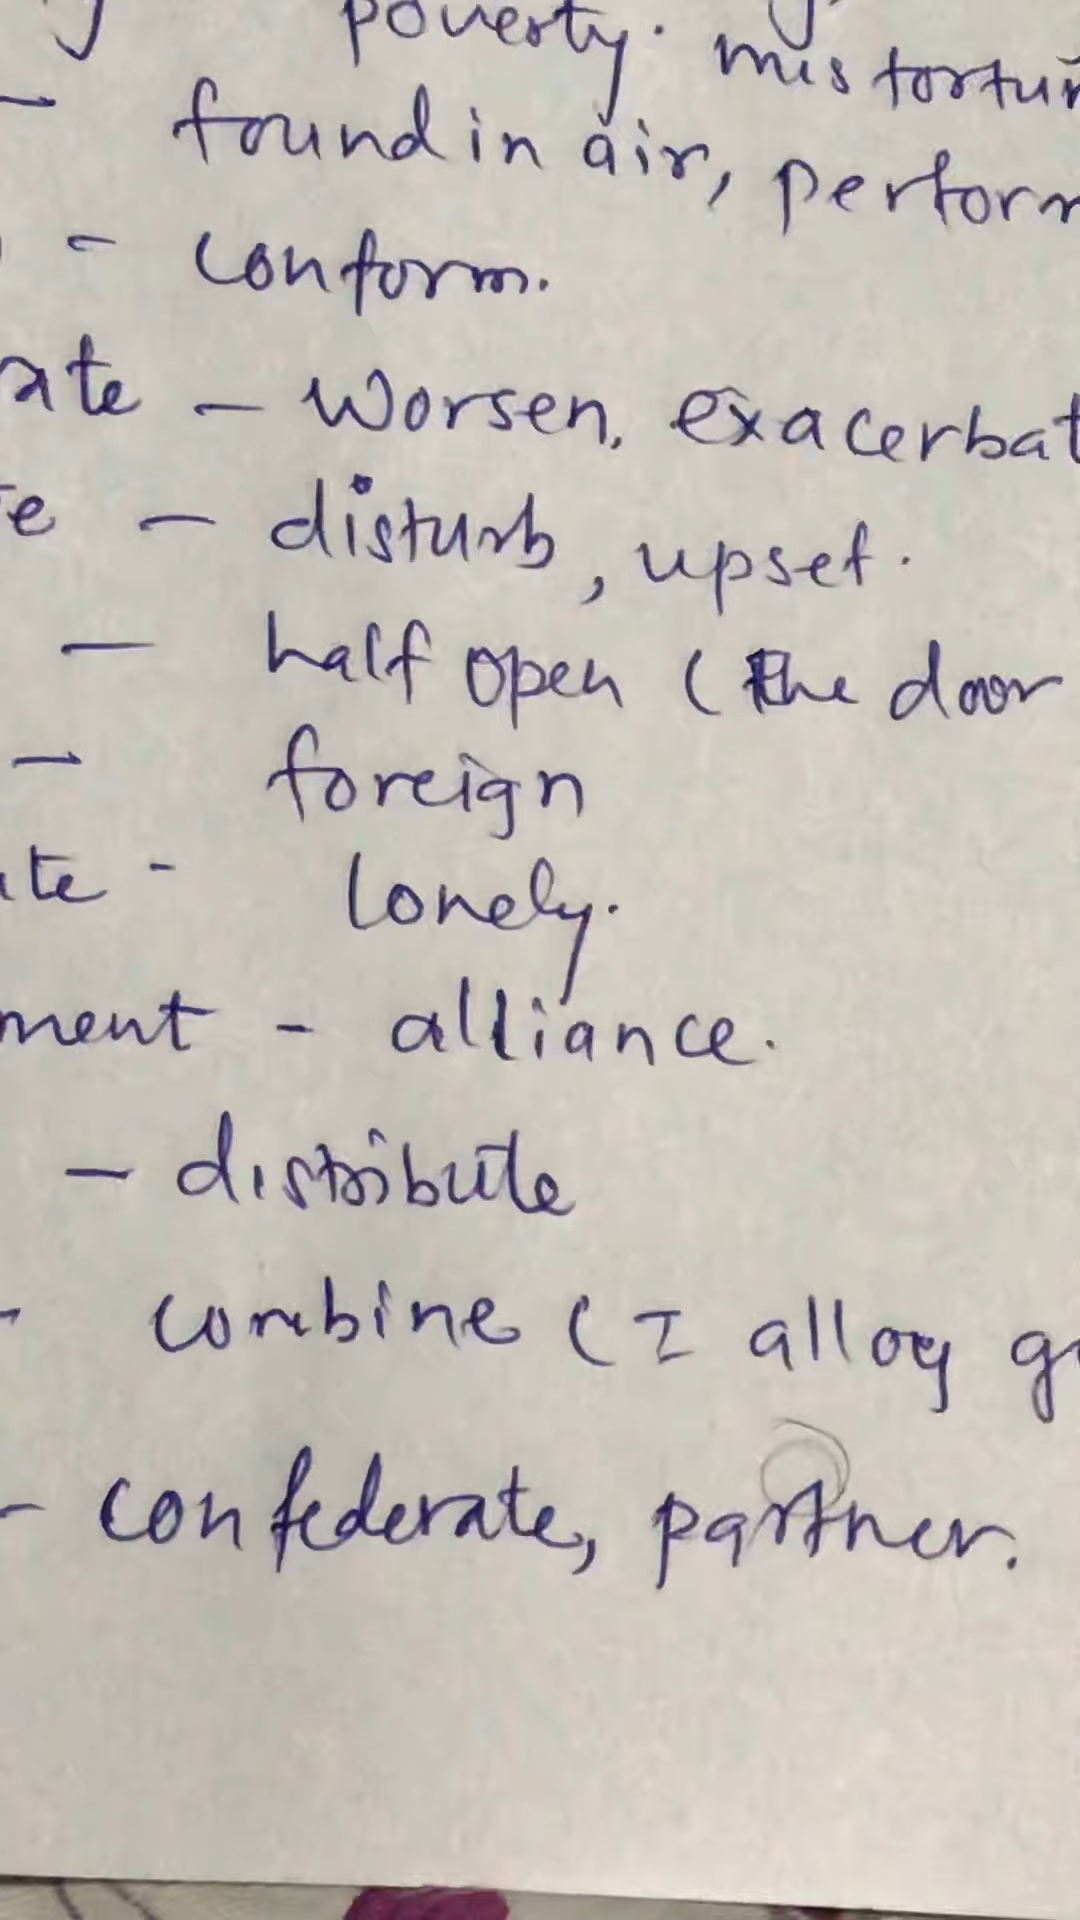 poverty. misfortun
— found in air, perform
- conform.
ate — worsen, exacerbat
e — disturb, upset.
— half open (the door
— foreign
te - lonely.
ment - alliance.
— distribute
- combine (I alloy g
- confederate, partner.